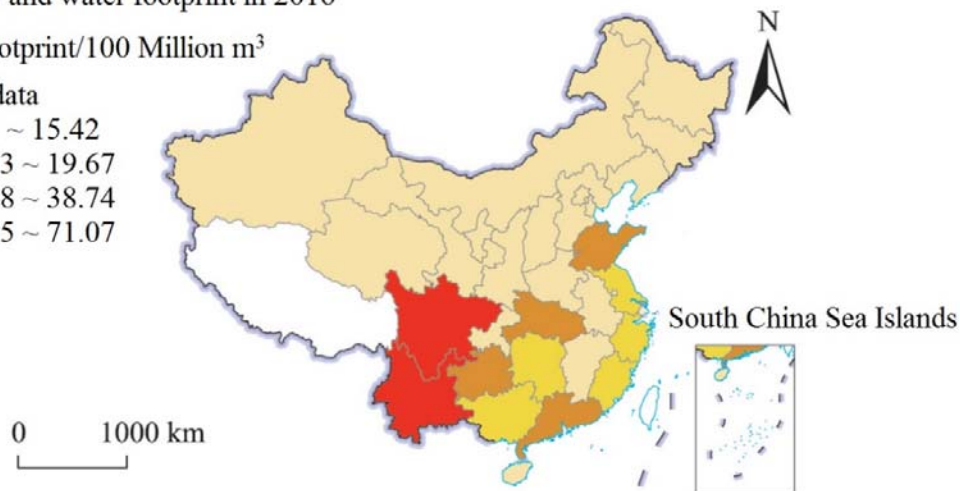 and water footprint in 2016
otprint/100 Million m³
data
~ 15.42
3 ~ 19.67
8 ~ 38.74
5 ~ 71.07
N
South China Sea Islands
0 1000 km